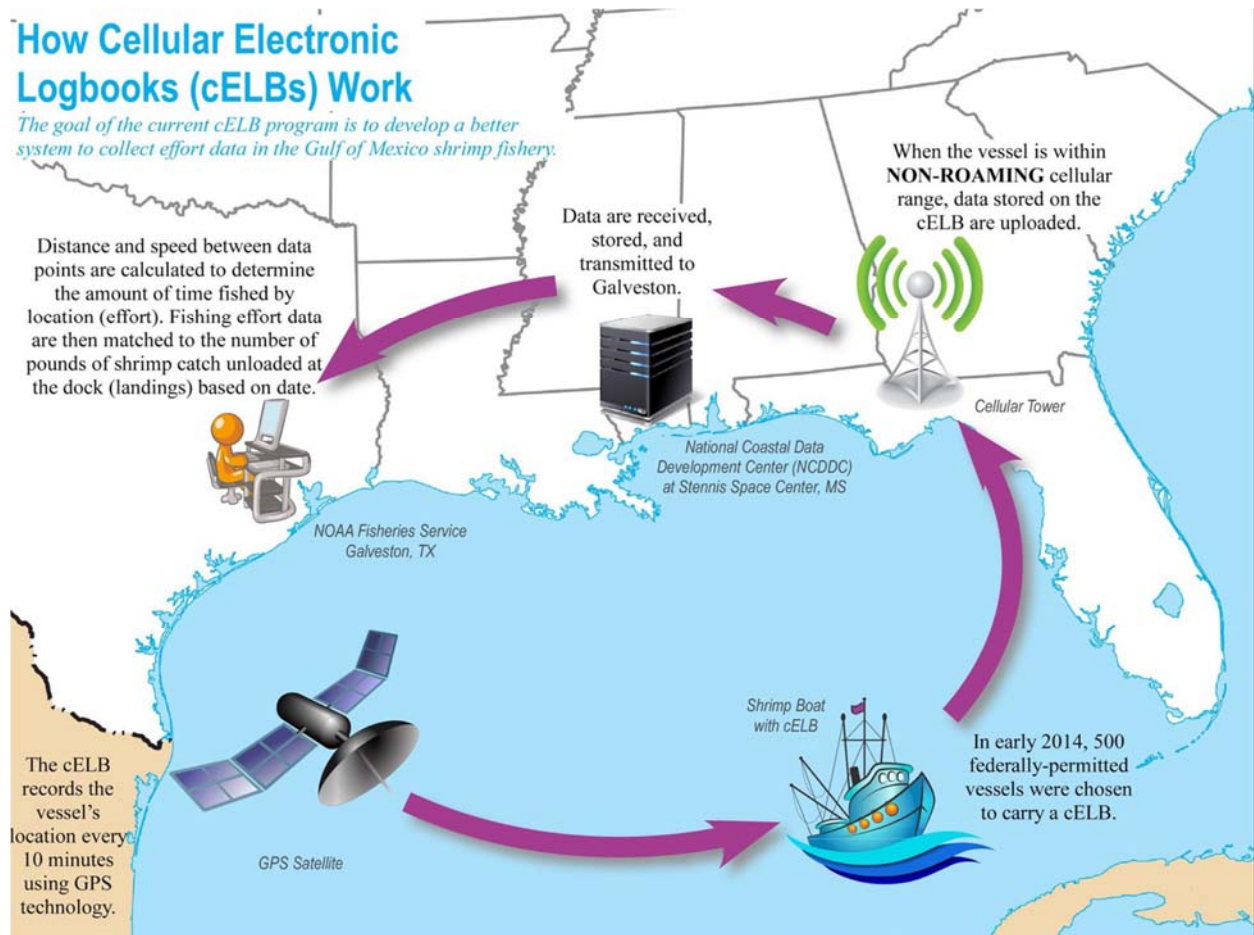 How Cellular Electronic
Logbooks (cELBs) Work
The goal of the current cELB program is to develop a better
system to collect effort data in the Gulf of Mexico shrimp fishery.
When the vessel is within
NON-ROAMING cellular
range, data stored on the
cELB are uploaded.
Data are received,
stored, and
transmitted to
Galveston.
Distance and speed between data
points are calculated to determine
the amount of time fished by
location (effort). Fishing effort data
are then matched to the number of
pounds of shrimp catch unloaded at
the dock (landings) based on date.
Cellular Tower
National Coastal Data
Development Center (NCDDC)
at Stennis Space Center, MS
NOAA Fisheries Service
Galveston, TX
Shrimp Boat
with cELB
In early 2014, 500
federally-permitted
vessels were chosen
to carry a cELB.
The cELB
records the
vessel's
location every
10 minutes
using GPS
technology.
GPS Satellite